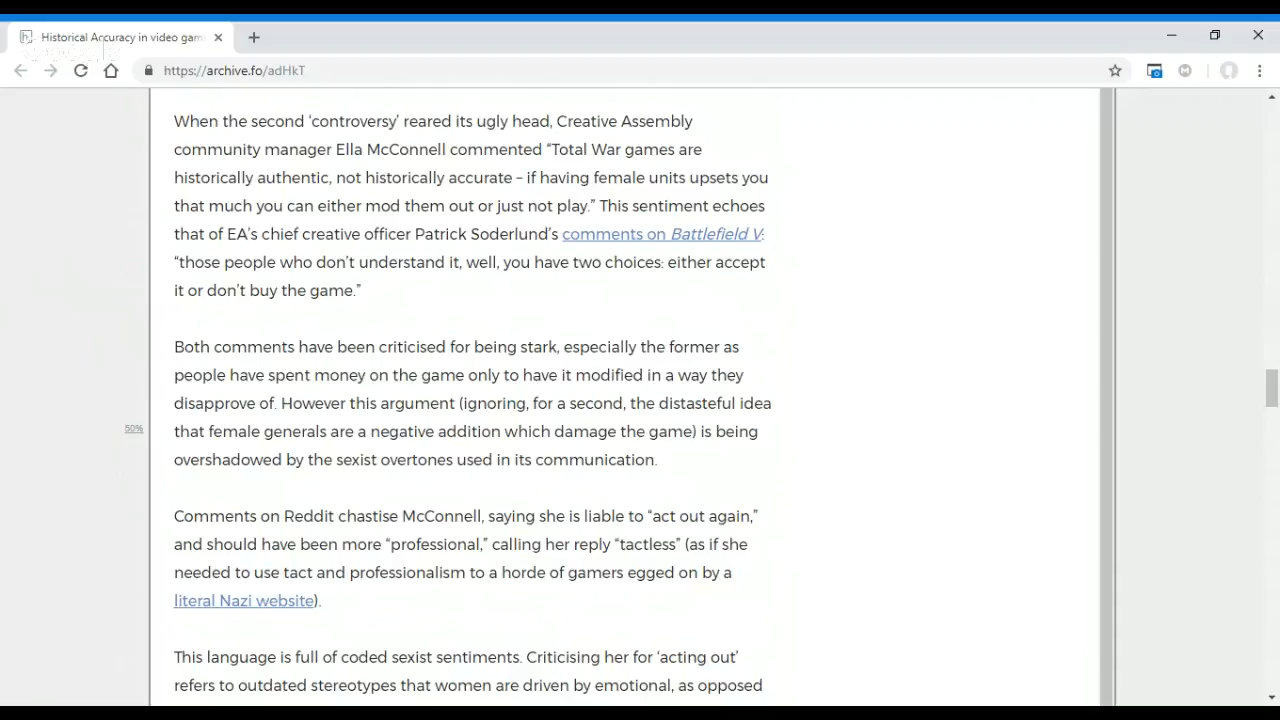 Historical Accuracy in video gam
https://archive.fo/adHkT
When the second ‘controversy’ reared its ugly head, Creative Assembly
community manager Ella McConnell commented “Total War games are
historically authentic, not historically accurate – if having female units upsets you
that much you can either mod them out or just not play.” This sentiment echoes
that of EA’s chief creative officer Patrick Soderlund’s comments on Battlefield V:
“those people who don’t understand it, well, you have two choices: either accept
it or don’t buy the game.”
Both comments have been criticised for being stark, especially the former as
people have spent money on the game only to have it modified in a way they
disapprove of. However this argument (ignoring, for a second, the distasteful idea
50%
that female generals are a negative addition which damage the game) is being
overshadowed by the sexist overtones used in its communication.
Comments on Reddit chastise McConnell, saying she is liable to “act out again,”
and should have been more “professional,” calling her reply “tactless” (as if she
needed to use tact and professionalism to a horde of gamers egged on by a
literal Nazi website).
This language is full of coded sexist sentiments. Criticising her for ‘acting out’
refers to outdated stereotypes that women are driven by emotional, as opposed